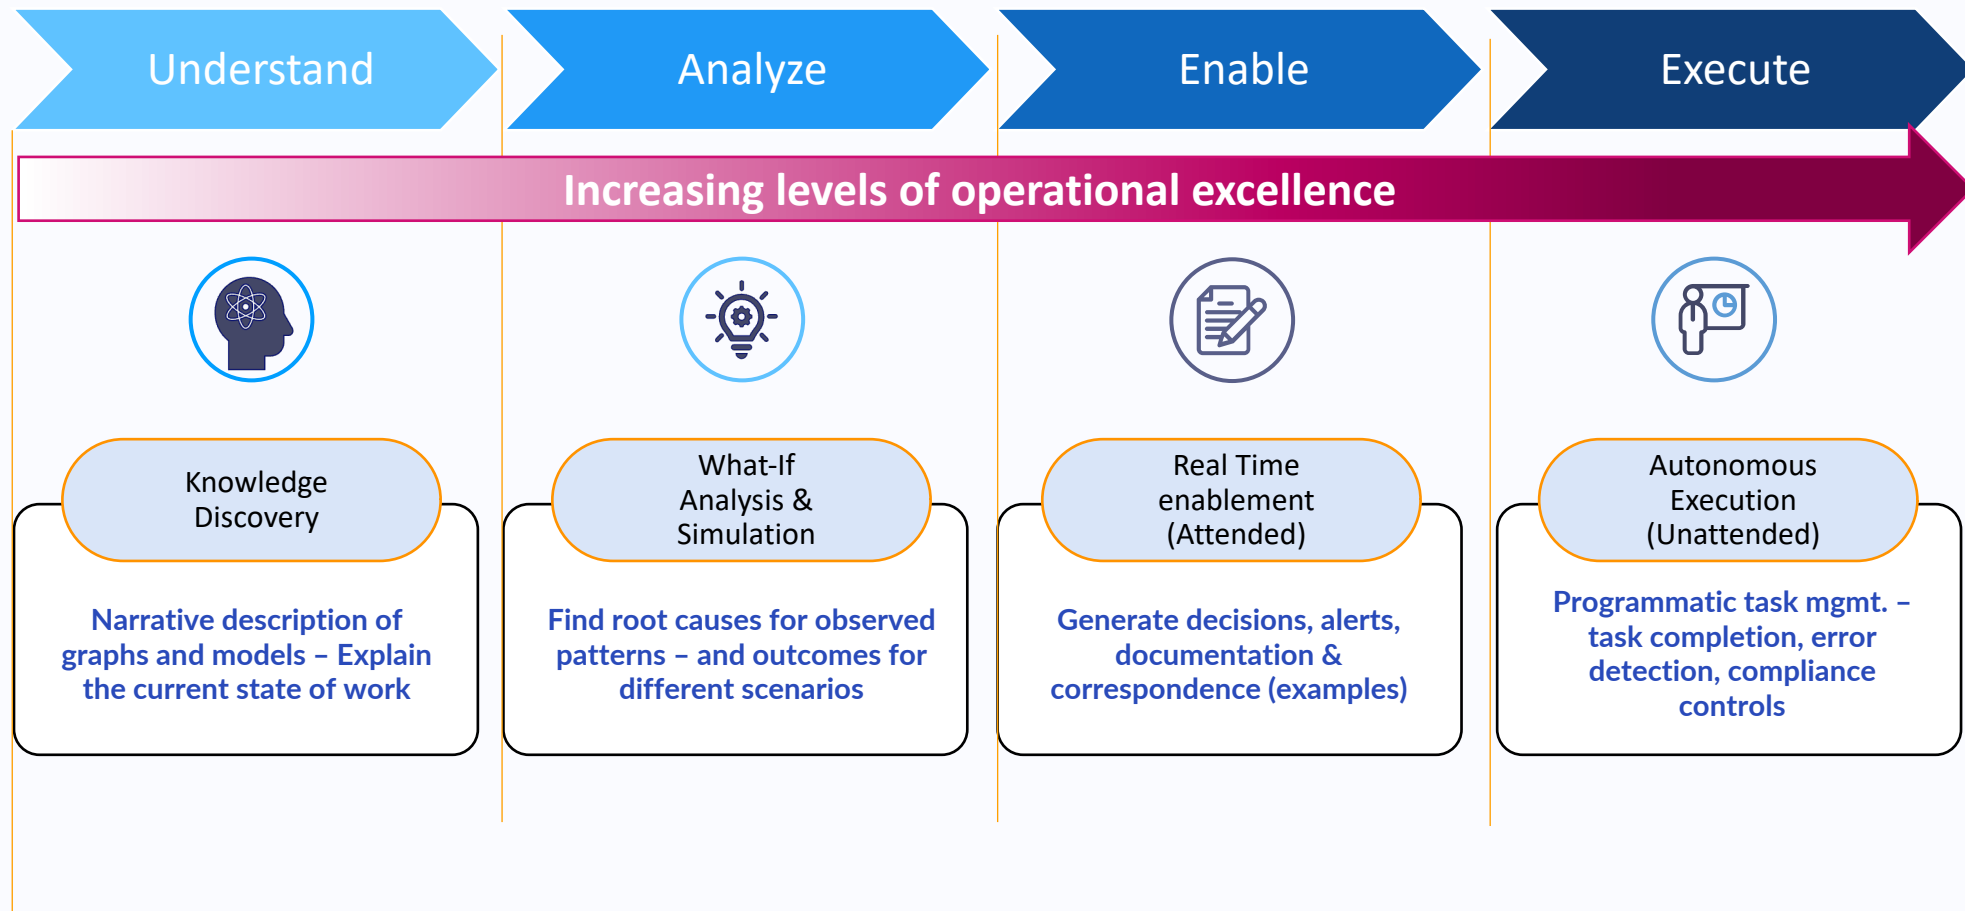 Understand
Analyze
Enable
Execute
Increasing levels of operational excellence
Knowledge
Discovery
Narrative description of
graphs and models – Explain
the current state of work
What-If
Analysis &
Simulation
Find root causes for observed
patterns – and outcomes for
different scenarios
Real Time
enablement
(Attended)
Generate decisions, alerts,
documentation &
correspondence (examples)
Autonomous
Execution
(Unattended)
Programmatic task mgmt. –
task completion, error
detection, compliance
controls